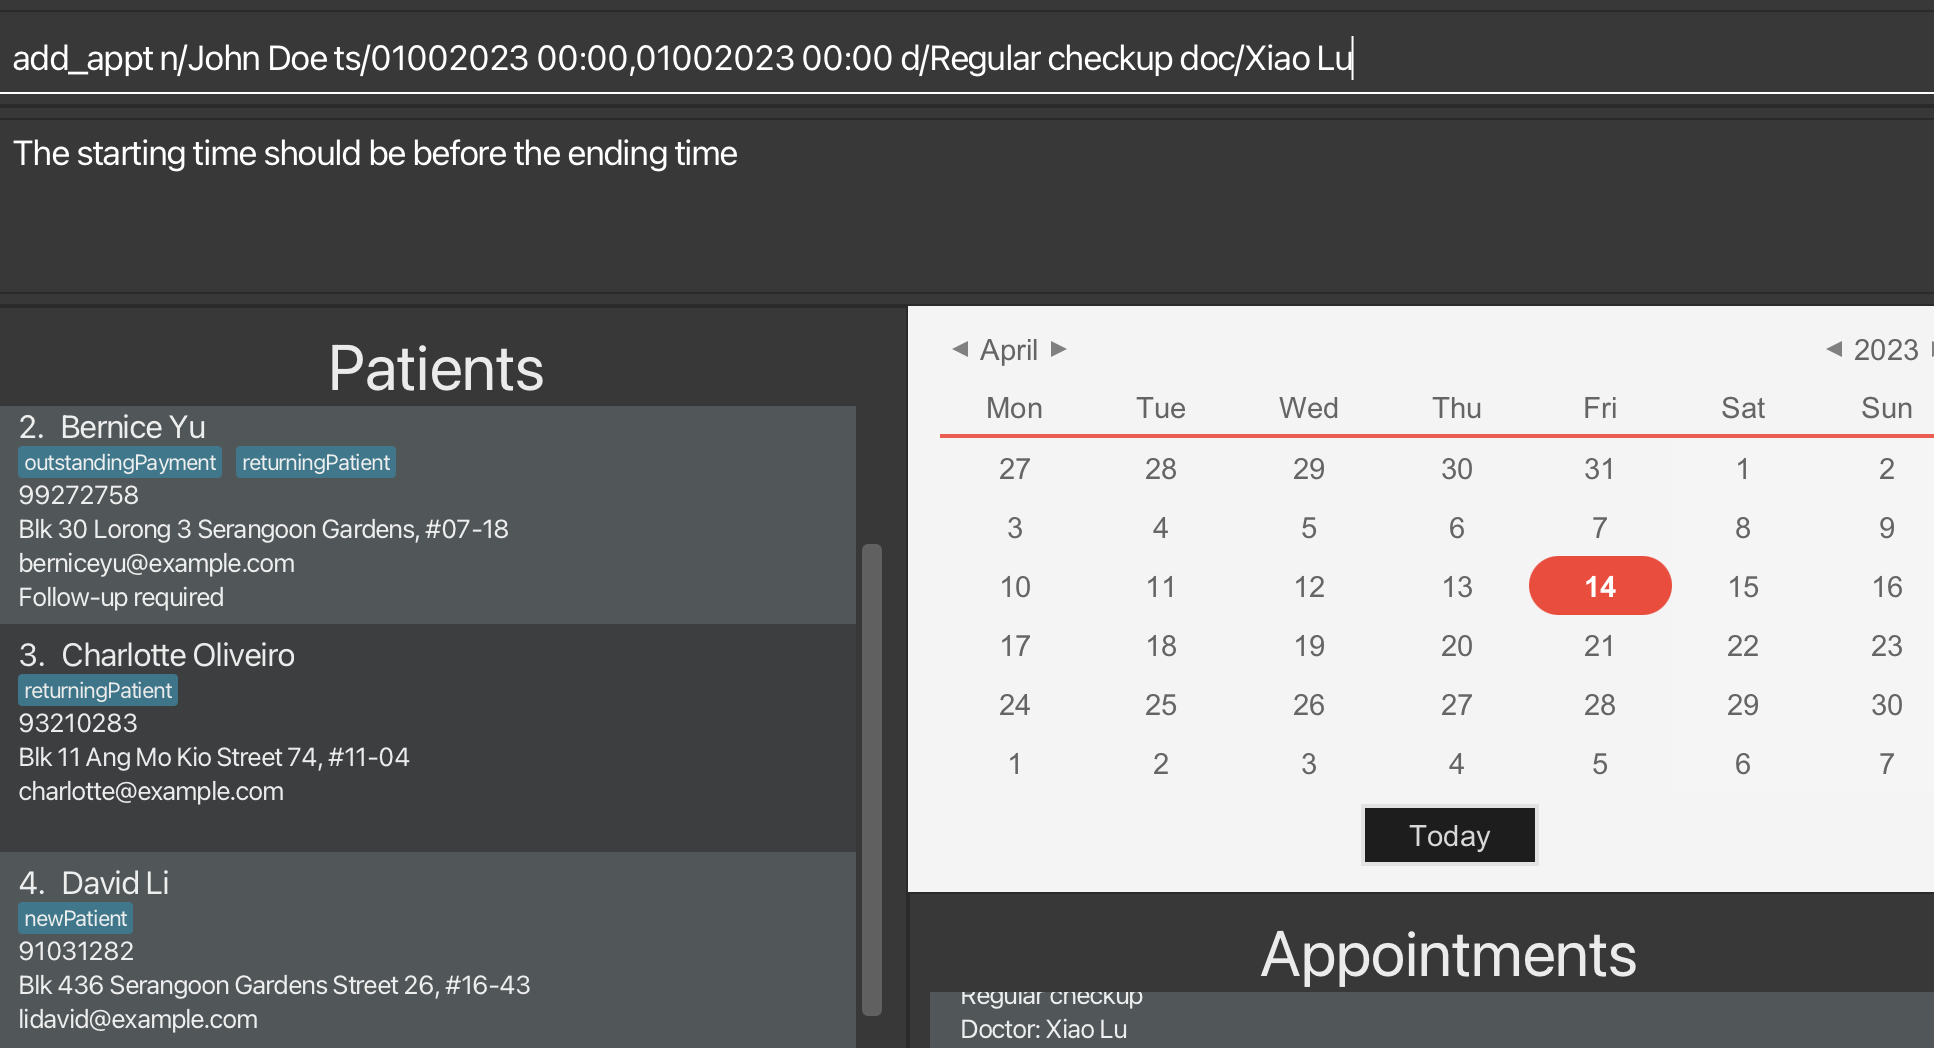 add_appt n/John Doe ts/01002023 00:00,01002023 00:00 d/Regular checkup doc/Xiao Lu
The starting time should be before the ending time
Patients
2. Bernice Yu
outstandingPayment returningPatient
99272758
Blk 30 Lorong 3 Serangoon Gardens, #07-18
berniceyu@example.com
Follow-up required
3. Charlotte Oliveiro
returningPatient
93210283
Blk 11 Ang Mo Kio Street 74, #11-04
charlotte@example.com
4. David Li
newPatient
91031282
Blk 436 Serangoon Gardens Street 26, #16-43
lidavid@example.com
April 2023
Mon Tue Wed Thu Fri Sat Sun
27 28 29 30 31 1 2
3 4 5 6 7 8 9
10 11 12 13 14 15 16
17 18 19 20 21 22 23
24 25 26 27 28 29 30
1 2 3 4 5 6 7
Today
Appointments
Regular checkup
Doctor: Xiao Lu